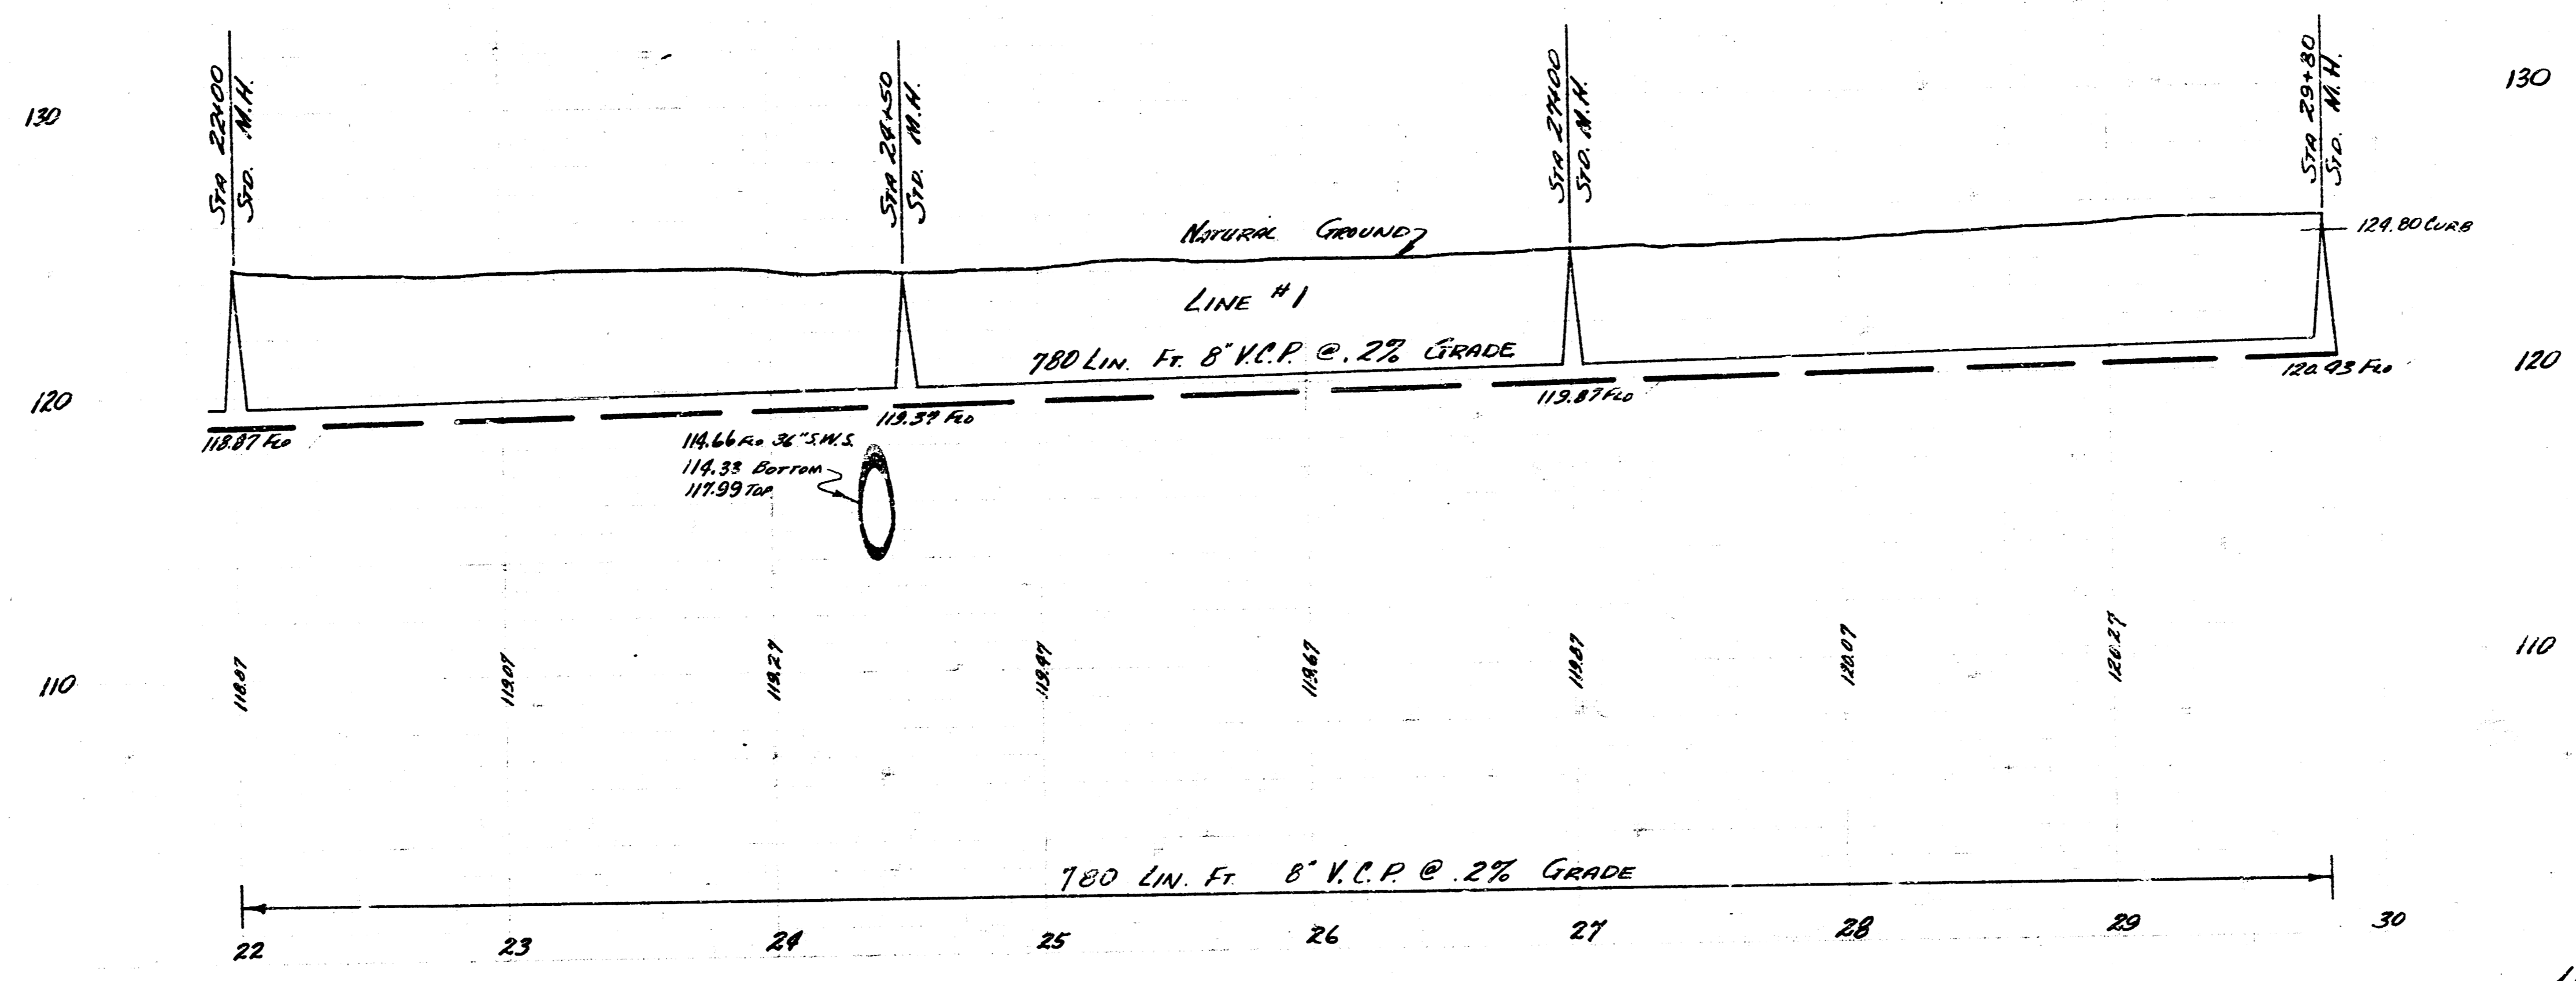 STA 22+00
STD. M.H.
STA 24+50
STD. M.H.
STA 27+00
STD. M.H.
STA 29+80
STD. M.H.
130
130
NATURAL GROUND
124.80 CURB
LINE #1
780 LIN. FT. 8" V.C.P. @ .2% GRADE
120
120
118.87 FLO
119.37 FLO
119.87 FLO
120.43 FLO
114.66 FLO 36" S.W.S.
114.33 BOTTOM
117.99 TOP
110
110
118.87
119.07
119.27
119.47
119.67
119.87
120.07
120.27
780 LIN. FT. 8" V.C.P. @ .2% GRADE
22
23
24
25
26
27
28
29
30